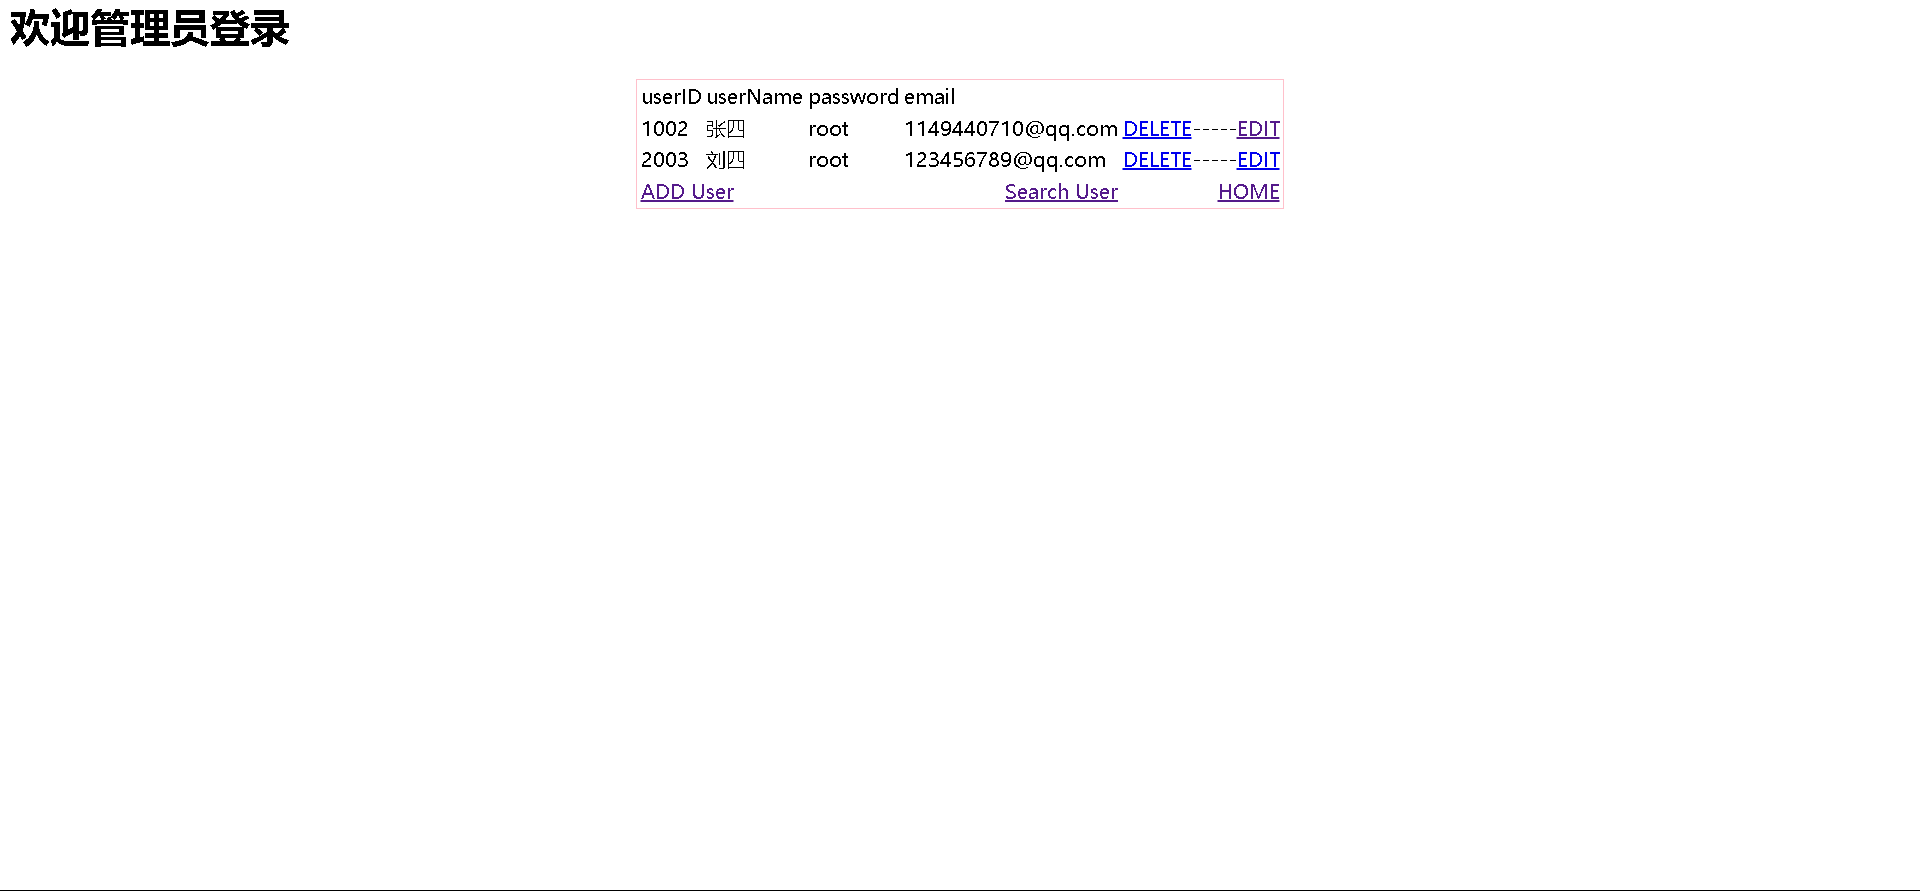 欢迎管理员登录
userID userName password email
1002 张四 root 1149440710@qq.com DELETE-----EDIT
2003 刘四 root 123456789@qq.com DELETE-----EDIT
ADD User Search User HOME